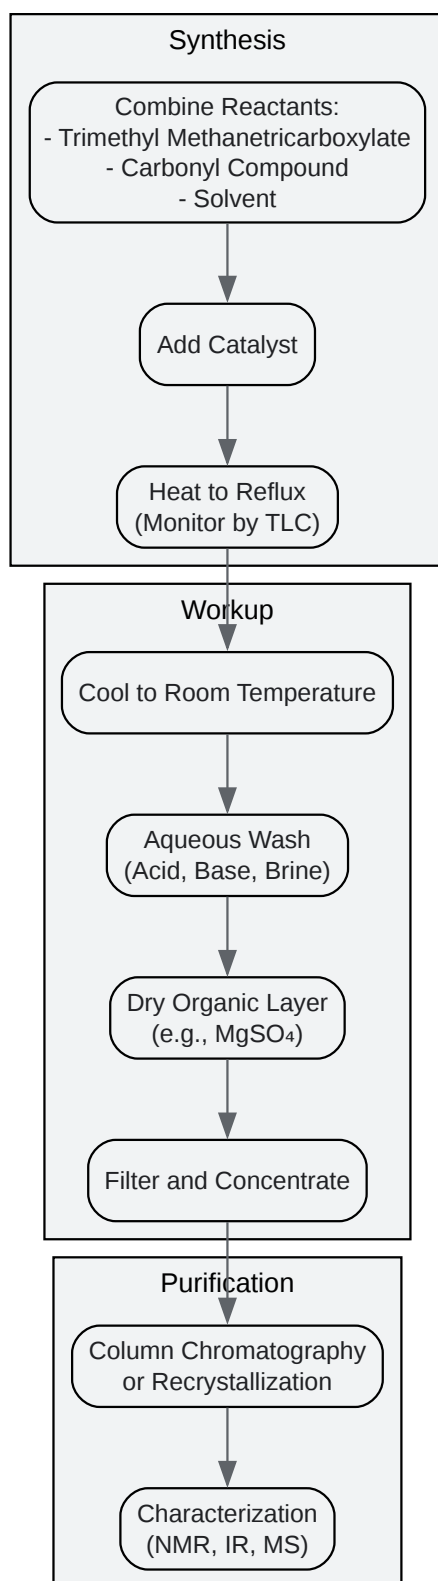 Synthesis
Combine Reactants:
- Trimethyl Methanetricarboxylate
- Carbonyl Compound
- Solvent
Add Catalyst
Heat to Reflux
(Monitor by TLC)
Workup
Cool to Room Temperature
Aqueous Wash
(Acid, Base, Brine)
Dry Organic Layer
(e.g., MgSO₄)
Filter and Concentrate
Purification
Column Chromatography
or Recrystallization
Characterization
(NMR, IR, MS)